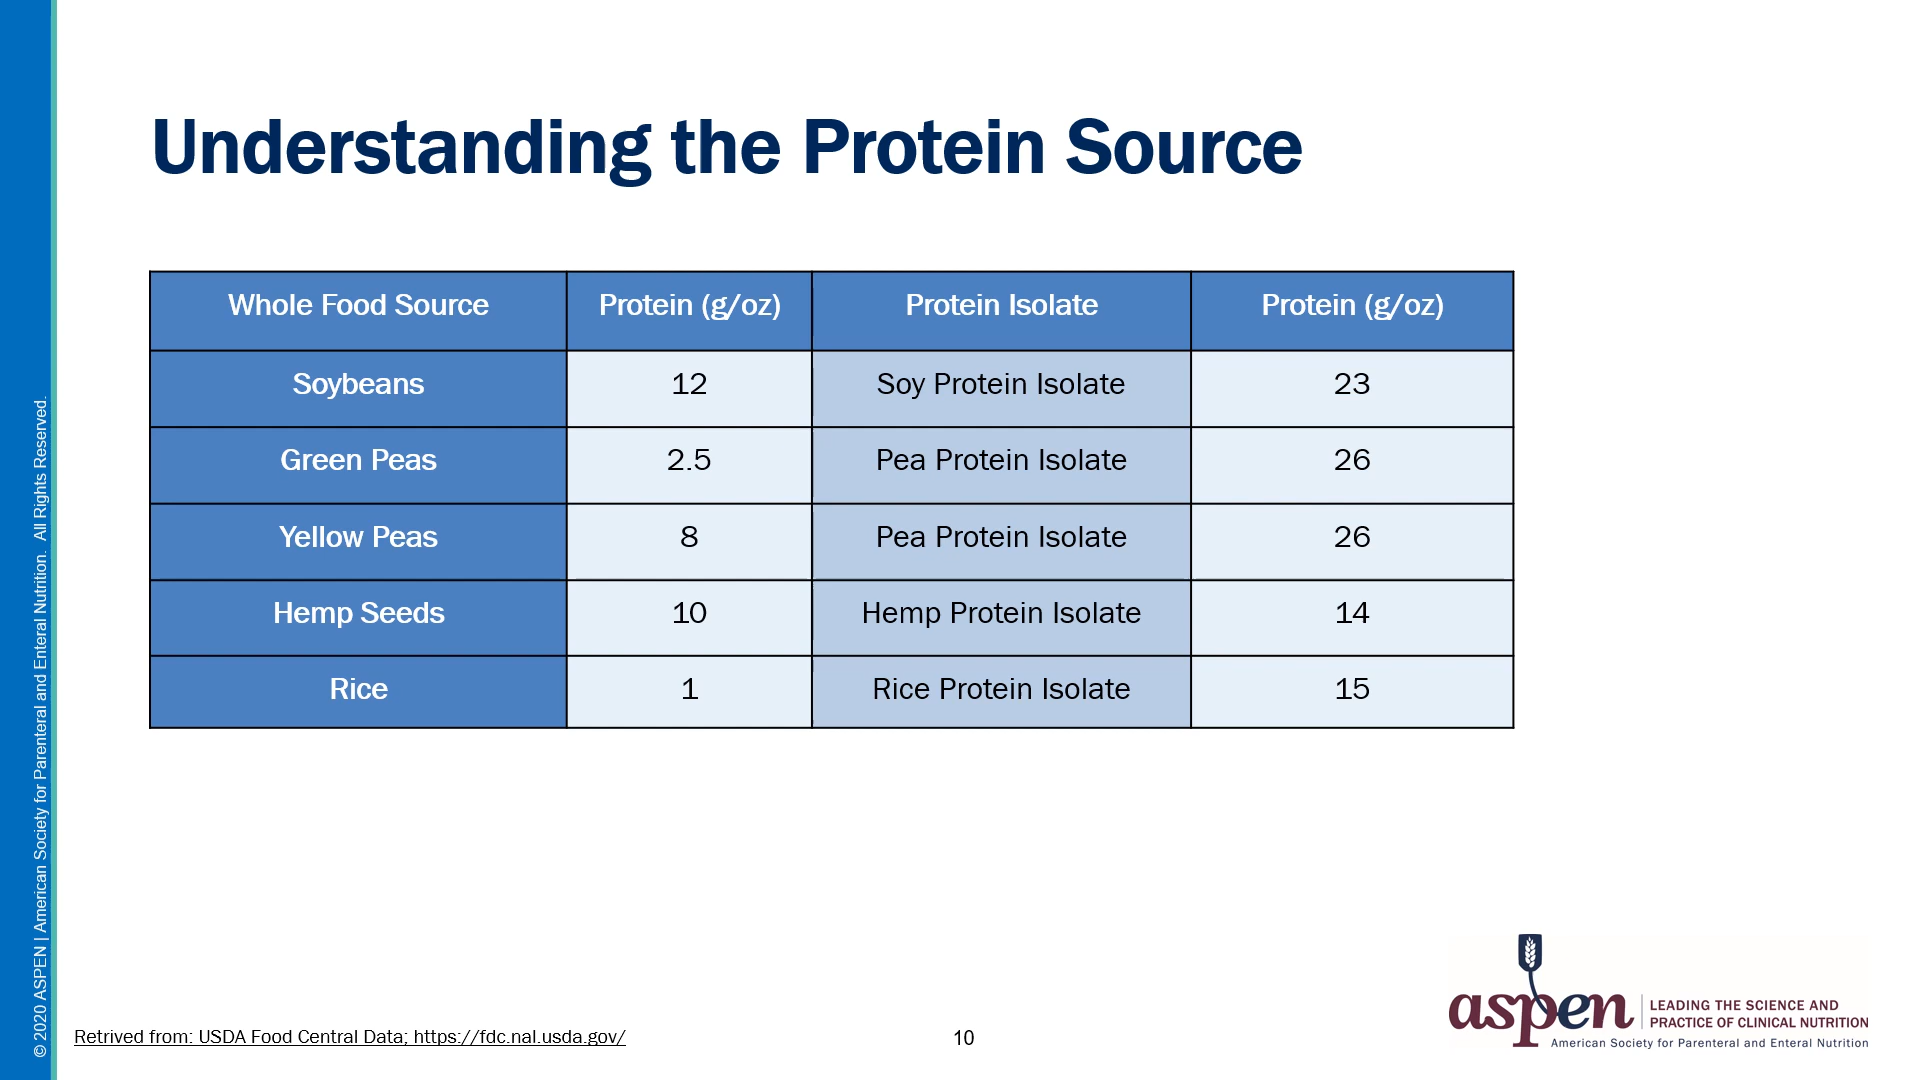 Understanding the Protein Source
Whole Food Source Protein (g/oz) Protein Isolate Protein (g/oz)
Soybeans 12 Soy Protein Isolate 23
Green Peas 2.5 Pea Protein Isolate 26
Yellow Peas 8 Pea Protein Isolate 26
Hemp Seeds 10 Hemp Protein Isolate 14
Rice 1 Rice Protein Isolate 15
© 2020 ASPEN | American Society for Parenteral and Enteral Nutrition. All Rights Reserved.
Retrived from: USDA Food Central Data; https://fdc.nal.usda.gov/
10
aspen
LEADING THE SCIENCE AND
PRACTICE OF CLINICAL NUTRITION
American Society for Parenteral and Enteral Nutrition